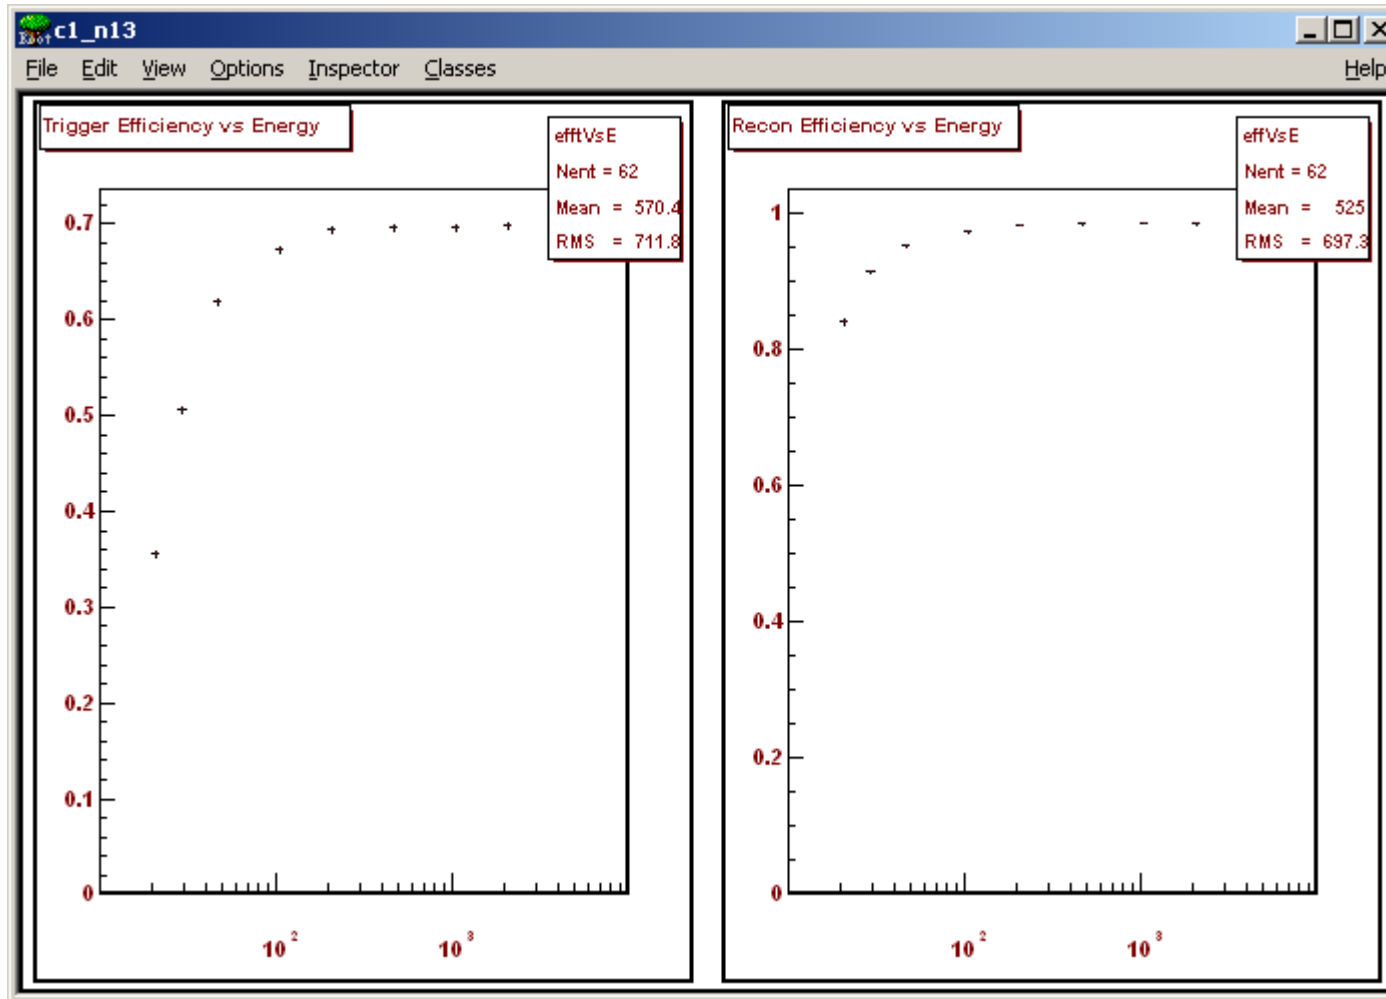 c1_n13
File Edit View Options Inspector Classes Help
Trigger Efficiency vs Energy
efftVsE
Nent = 62
Mean = 570.4
RMS = 711.8
0.7
0.6
0.5
0.4
0.3
0.2
0.1
0
10 2
10 3
Recon Efficiency vs Energy
effVsE
Nent = 62
Mean = 525
RMS = 697.3
1
0.8
0.6
0.4
0.2
0
10 2
10 3